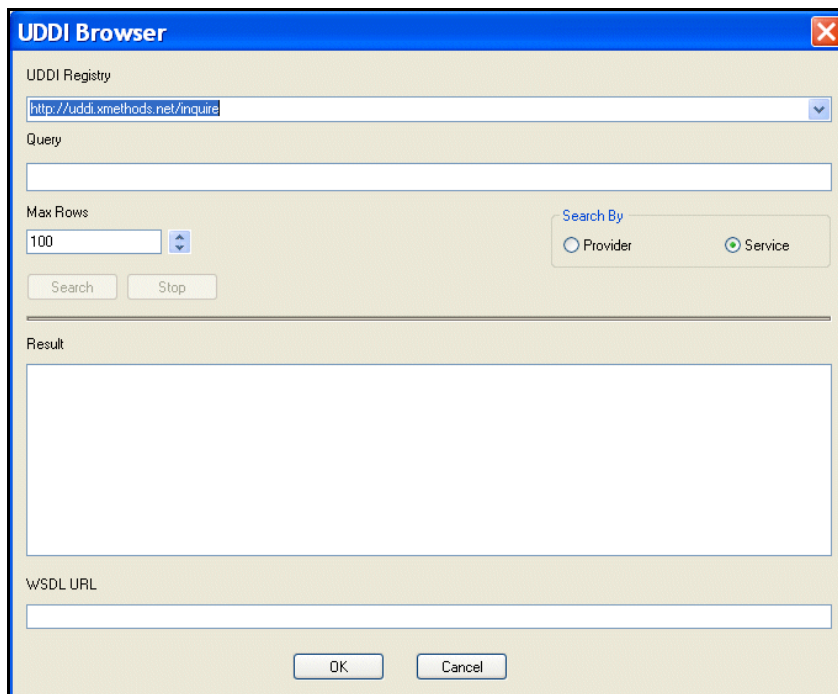 UDDI Browser
UDDI Registry
http://uddi.xmethods.net/inquire
Query
Max Rows
100
Search By
Provider
Service
Search
Stop
Result
WSDL URL
OK
Cancel